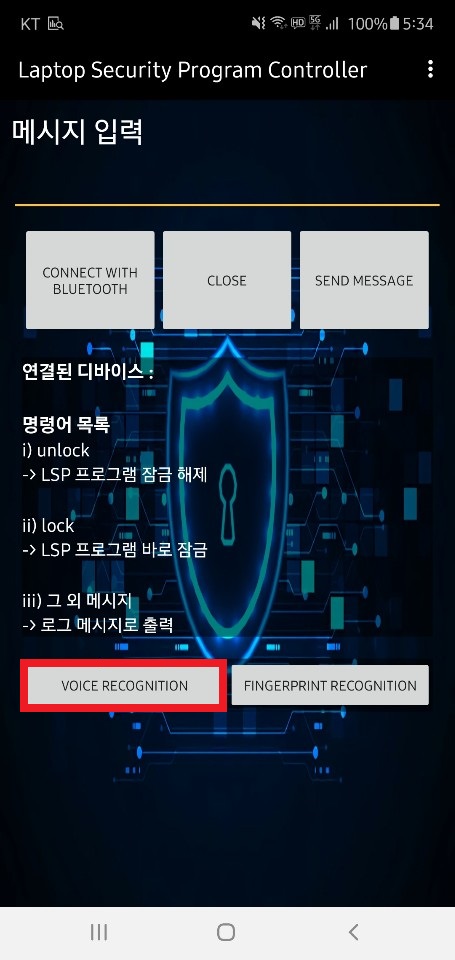 KT HD 5G 100% 5:34
Laptop Security Program Controller
메시지 입력
CONNECT WITH
BLUETOOTH
CLOSE
SEND MESSAGE
연결된 디바이스 :
명령어 목록
i) unlock
-> LSP 프로그램 잠금 해제
ii) lock
-> LSP 프로그램 바로 잠금
iii) 그 외 메시지
-> 로그 메시지로 출력
VOICE RECOGNITION
FINGERPRINT RECOGNITION